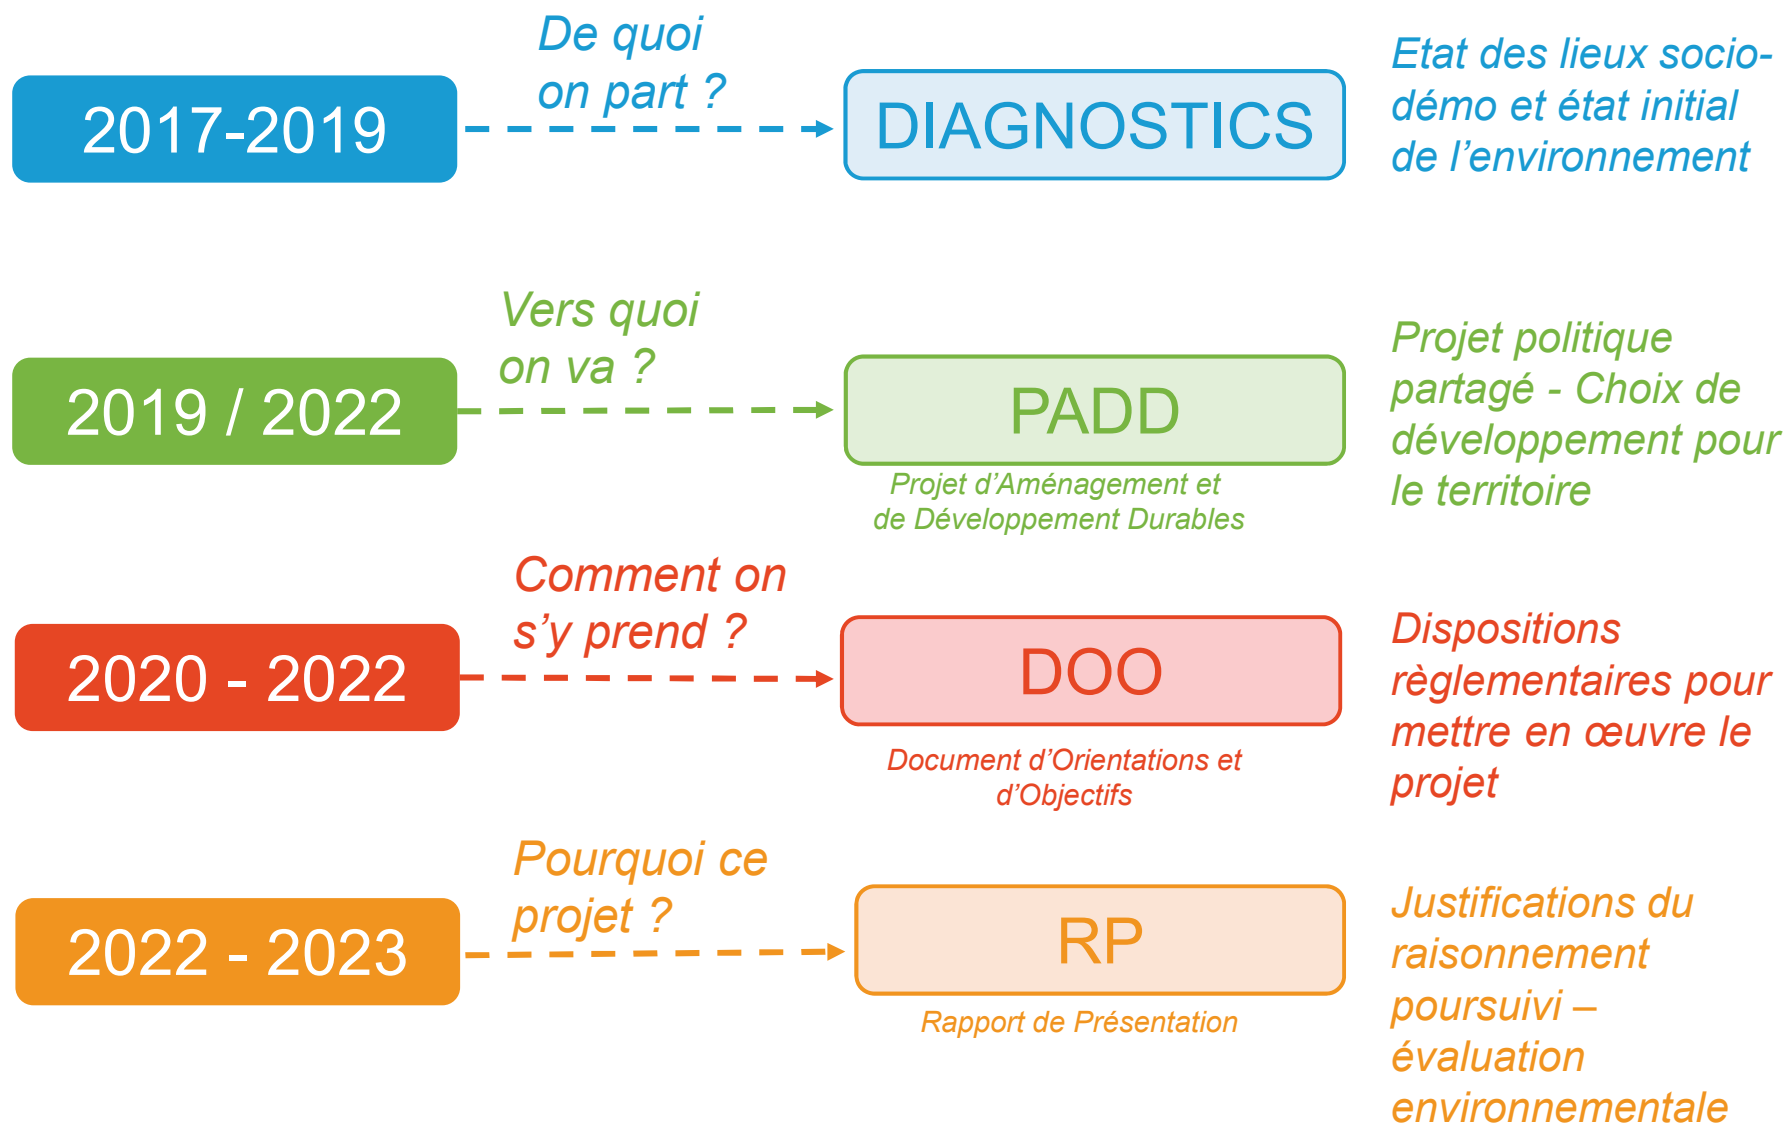 De quoi
on part ?
2017-2019
DIAGNOSTICS
Etat des lieux socio-
démo et état initial
de l’environnement
Vers quoi
on va ?
2019 / 2022
PADD
Projet d’Aménagement et
de Développement Durables
Projet politique
partagé - Choix de
développement pour
le territoire
Comment on
s’y prend ?
2020 - 2022
DOO
Document d’Orientations et
d’Objectifs
Dispositions
règlementaires pour
mettre en œuvre le
projet
Pourquoi ce
projet ?
2022 - 2023
RP
Rapport de Présentation
Justifications du
raisonnement
poursuivi –
évaluation
environnementale